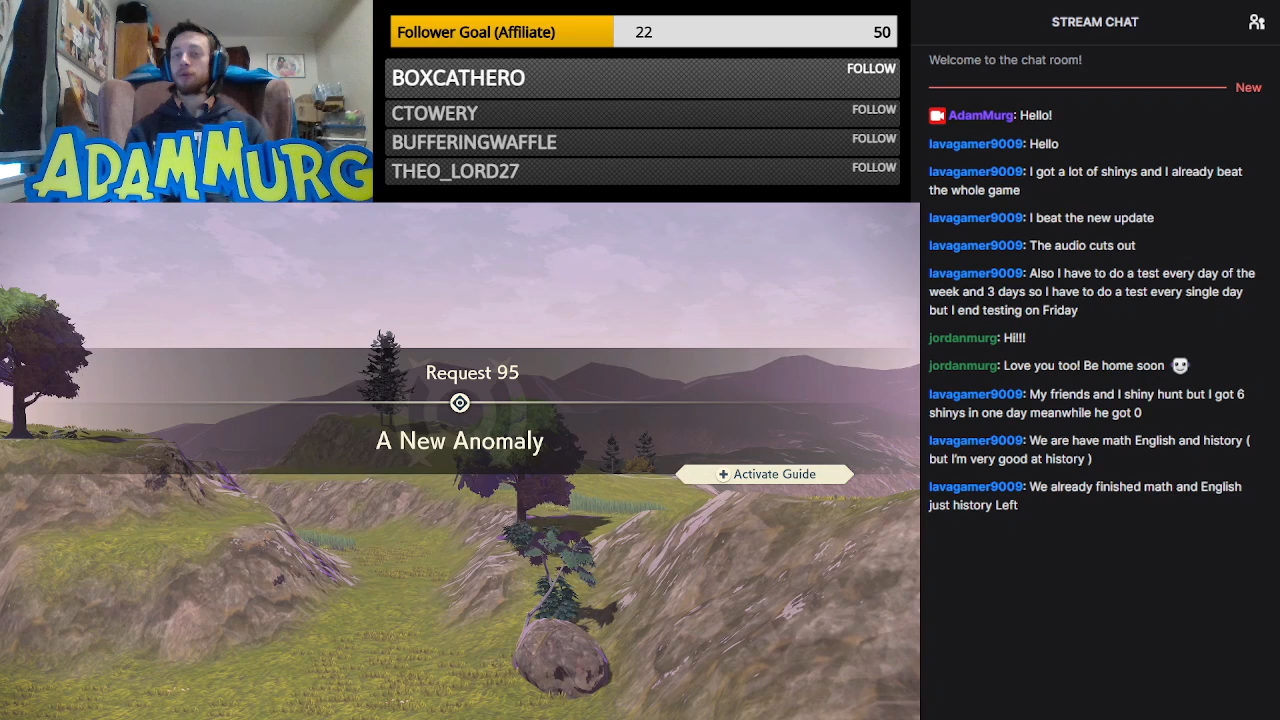 ADAMMURG
Follower Goal (Affiliate) 22 50
BOXCATHERO FOLLOW
CTOWERY FOLLOW
BUFFERINGWAFFLE FOLLOW
THEO_LORD27 FOLLOW
Request 95
A New Anomaly
Activate Guide
STREAM CHAT
Welcome to the chat room!
New
AdamMurg: Hello!
lavagamer9009: Hello
lavagamer9009: I got a lot of shinys and I already beat
the whole game
lavagamer9009: I beat the new update
lavagamer9009: The audio cuts out
lavagamer9009: Also I have to do a test every day of the
week and 3 days so I have to do a test every single day
but I end testing on Friday
jordanmurg: Hi!!!
jordanmurg: Love you too! Be home soon
lavagamer9009: My friends and I shiny hunt but I got 6
shinys in one day meanwhile he got 0
lavagamer9009: We are have math English and history (
but I'm very good at history )
lavagamer9009: We already finished math and English
just history Left